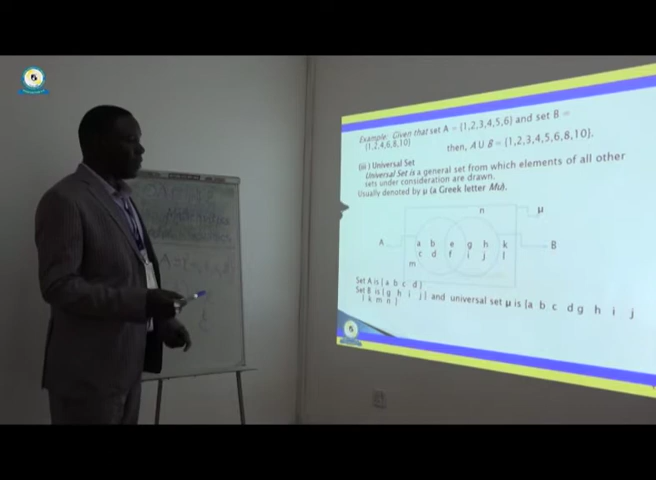 Example: Given that set A = {1,2,3,4,5,6} and set B =
{1,2,4,6,8,10} then, A U B = {1,2,3,4,5,6,8,10}.
(iii) Universal Set
Universal Set is a general set from which elements of all other
sets under consideration are drawn.
Usually denoted by μ (a Greek letter Mu).
n μ
A a b e g h k B
c d f i j l
m
Set A is { a b c d }
Set B is { g h i j } and universal set μ is {a b c d g h i j
l k m n }